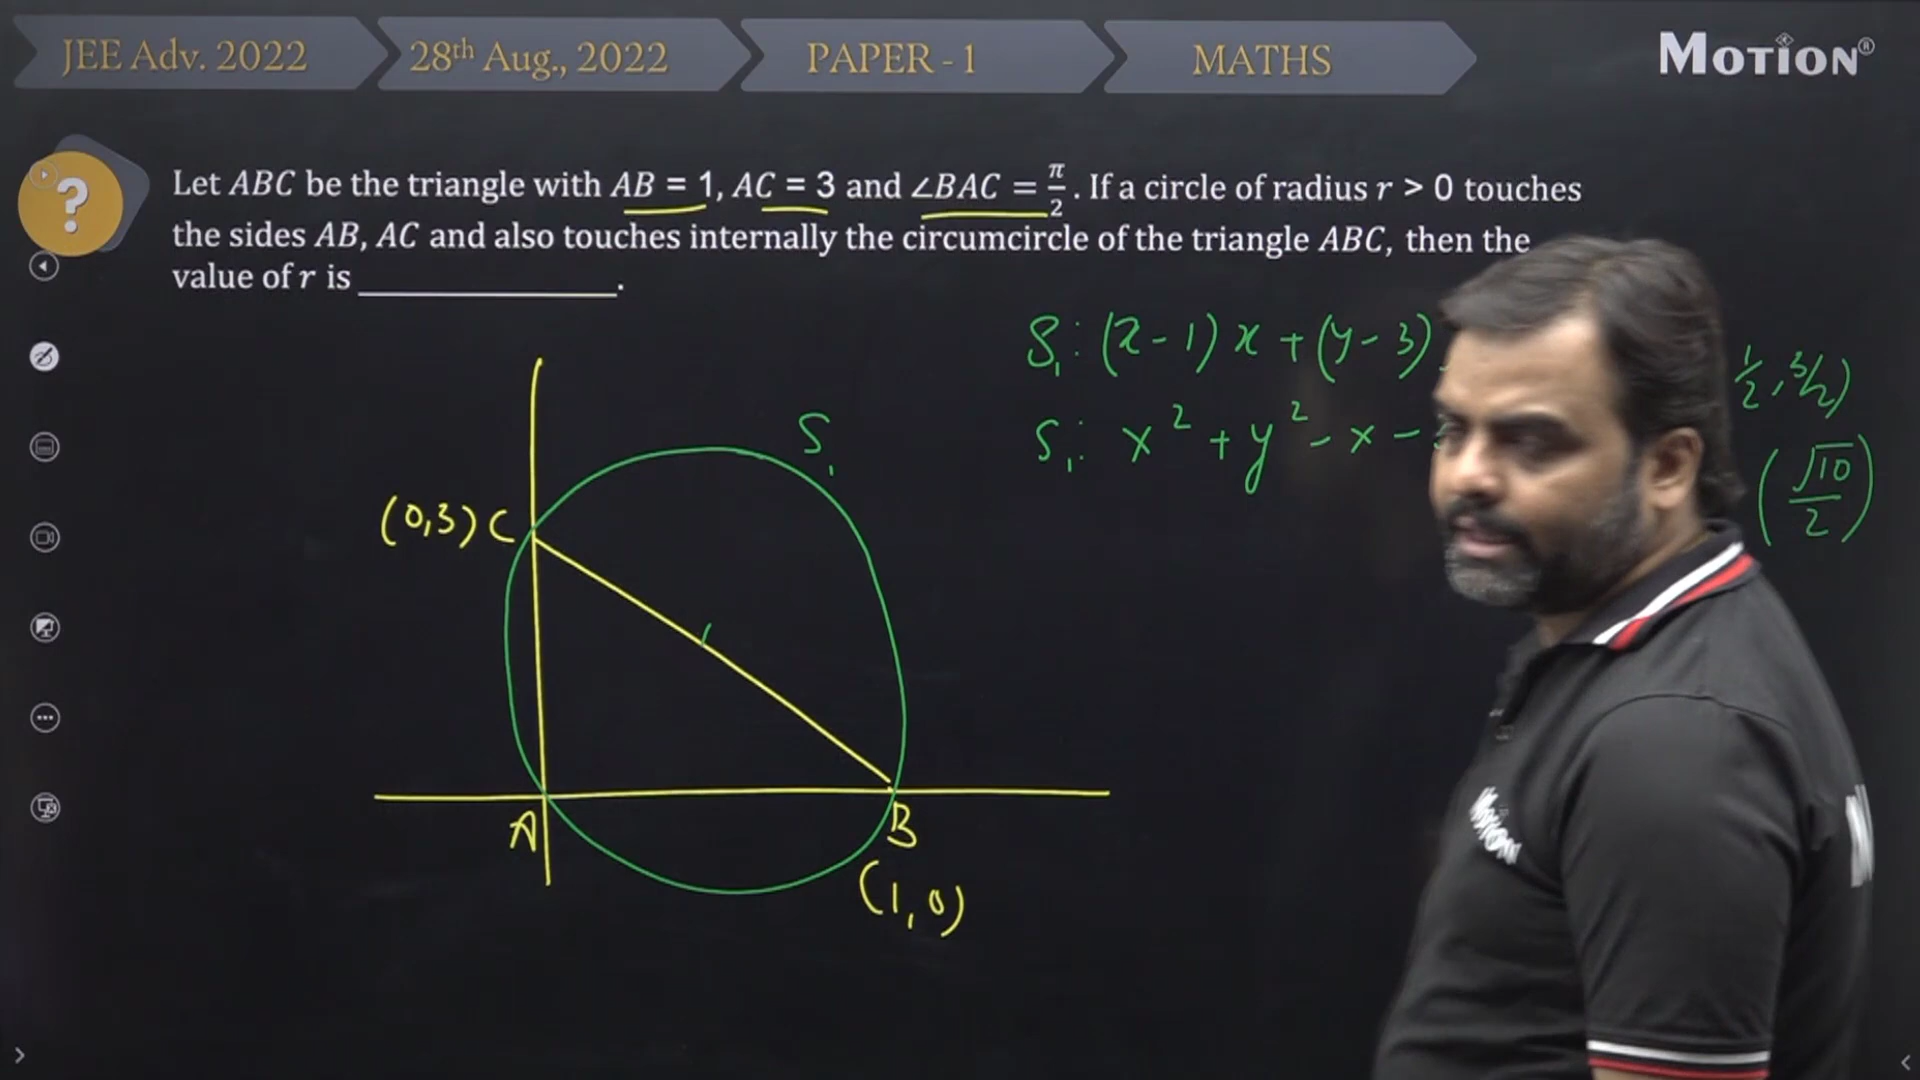 JEE Adv. 2022 28th Aug., 2022 PAPER - 1 MATHS MOTION®
?
Let ABC be the triangle with AB = 1, AC = 3 and ∠BAC = π/2. If a circle of radius r > 0 touches
the sides AB, AC and also touches internally the circumcircle of the triangle ABC, then the
value of r is ____________.
S₁: (x-1)x + (y-3)
1/2, 3/2)
S₁: x² + y² - x -
(√10/2)
S₁
(0,3) C
A
B
(1,0)
MOTION